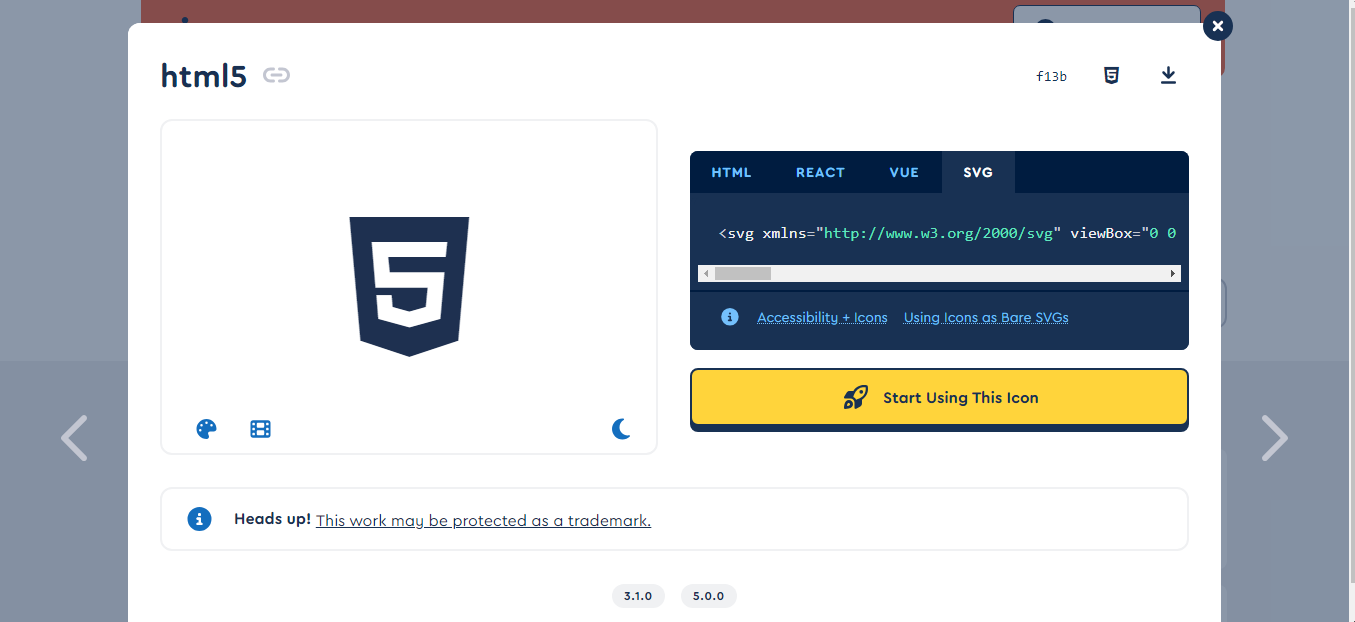 html5
f13b
HTML REACT VUE SVG
<svg xmlns="http://www.w3.org/2000/svg" viewBox="0 0
Accessibility + Icons Using Icons as Bare SVGs
Start Using This Icon
Heads up! This work may be protected as a trademark.
3.1.0 5.0.0